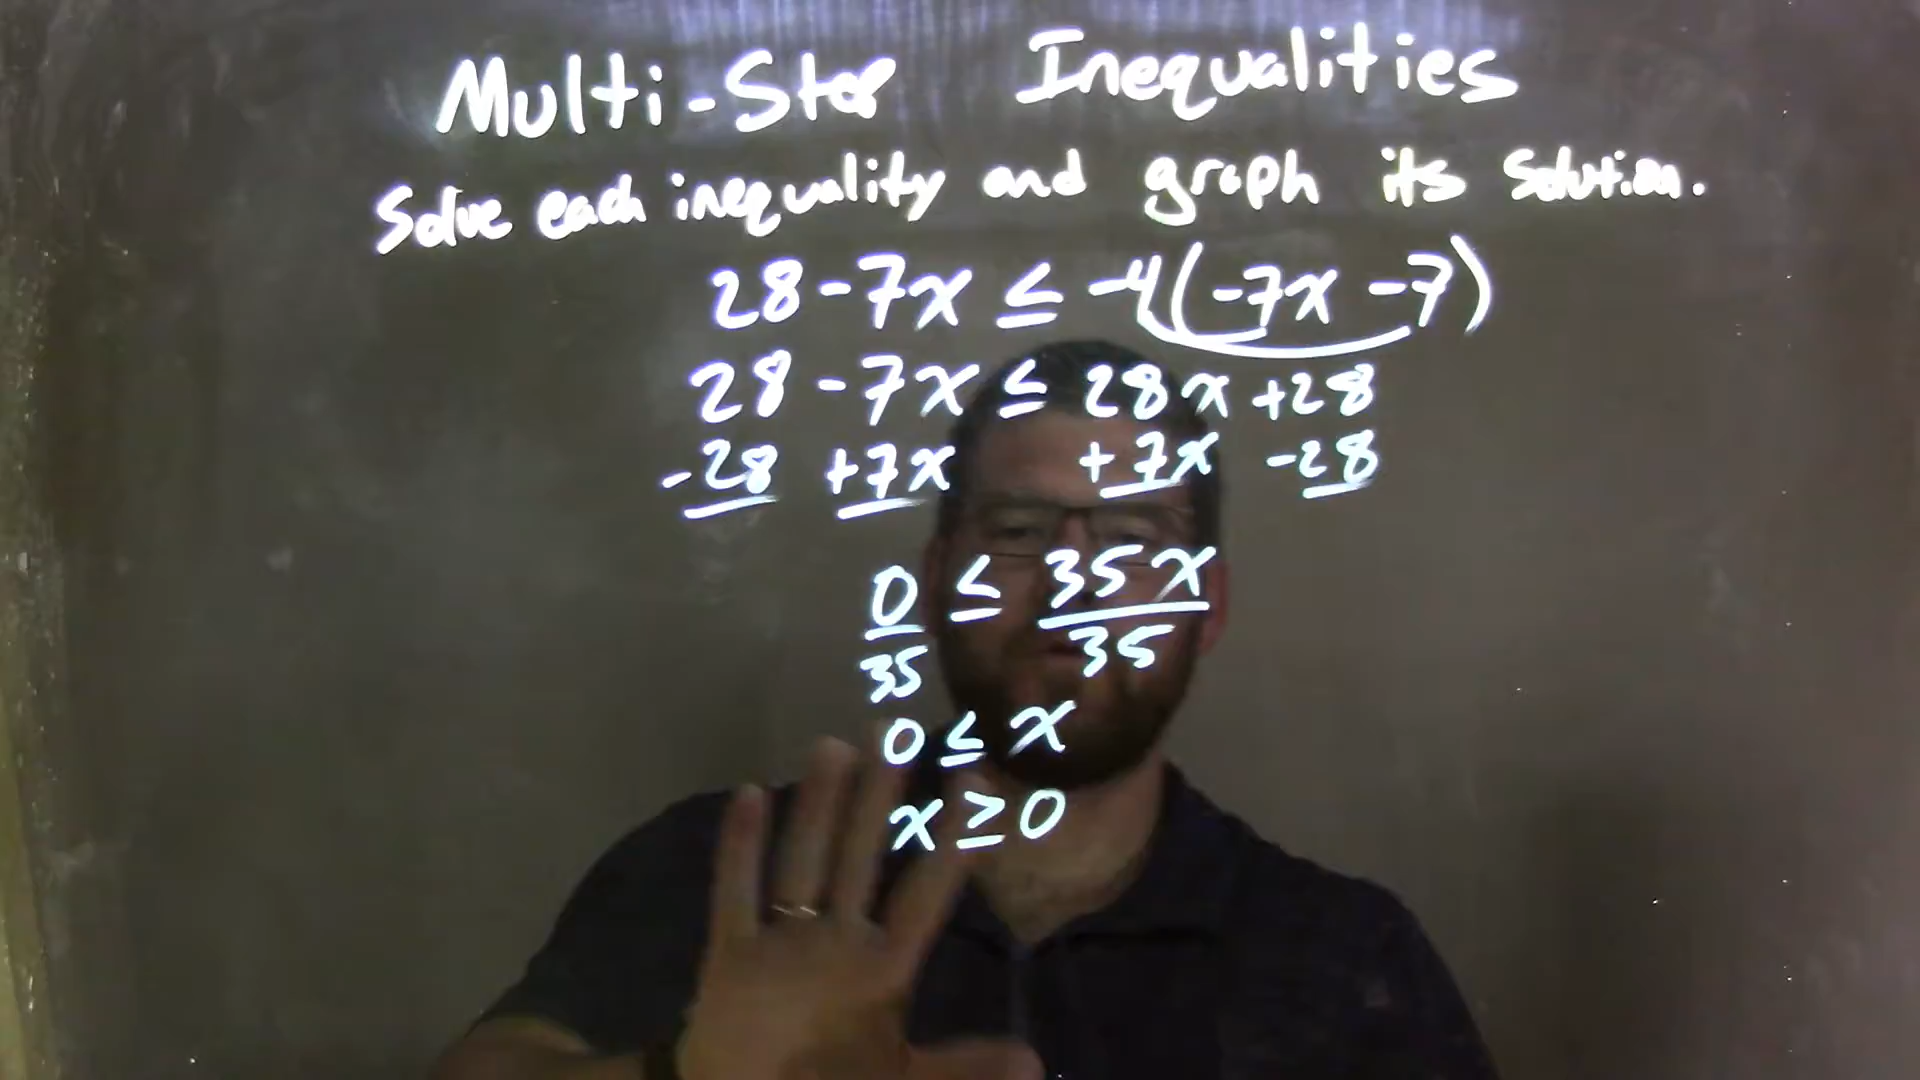 Multi-Step Inequalities
Solve each inequality and graph its solution.
28-7x ≤ -4(-7x-7)
28-7x ≤ 28x+28
-28 +7x +7x -28
0/35 ≤ 35x/35
0 ≤ x
x ≥ 0